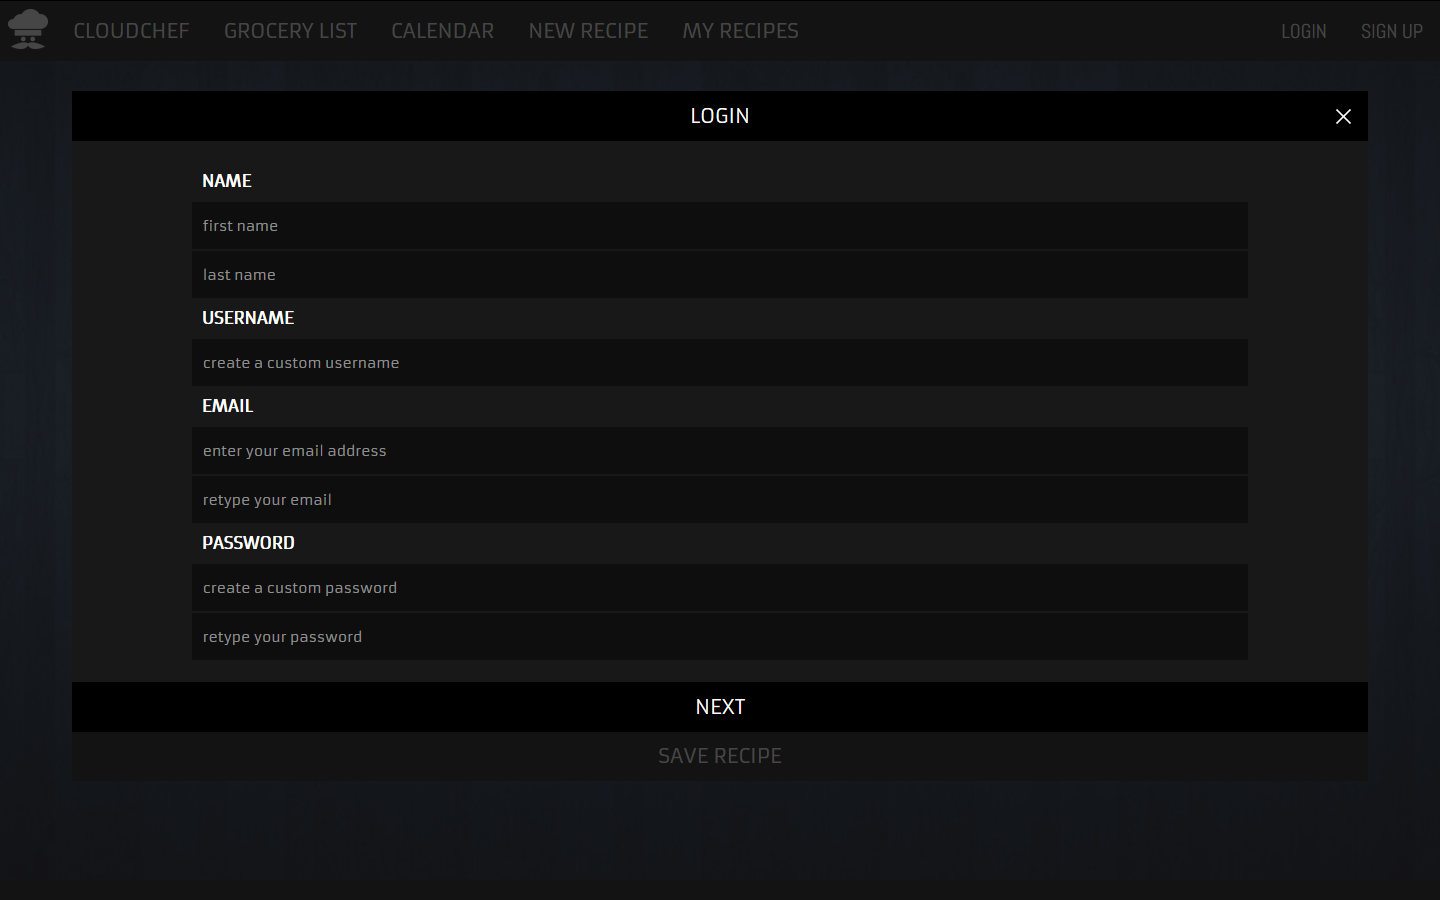 CLOUDCHEF GROCERY LIST CALENDAR NEW RECIPE MY RECIPES LOGIN SIGN UP
LOGIN
NAME
first name
last name
USERNAME
create a custom username
EMAIL
enter your email address
retype your email
PASSWORD
create a custom password
retype your password
NEXT
SAVE RECIPE